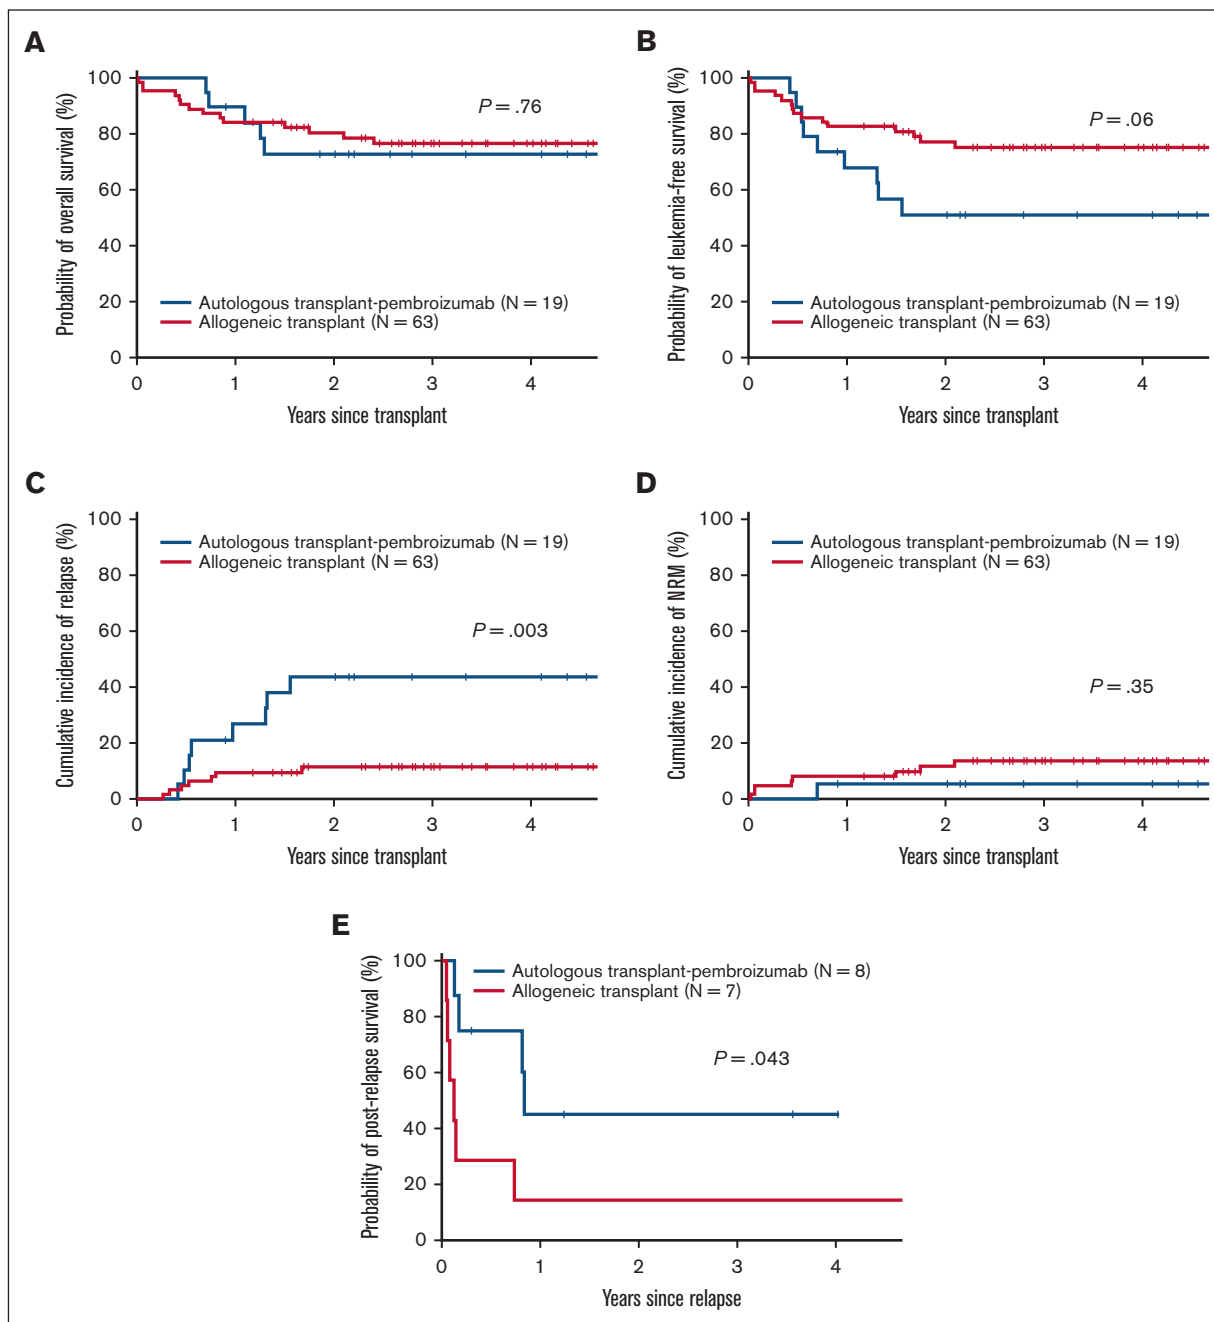 A
Probability of overall survival (%)
100
80
60
40
20
0
P = .76
Autologous transplant-pembroizumab (N = 19)
Allogeneic transplant (N = 63)
0 1 2 3 4
Years since transplant
B
Probability of leukemia-free survival (%)
100
80
60
40
20
0
P = .06
Autologous transplant-pembroizumab (N = 19)
Allogeneic transplant (N = 63)
0 1 2 3 4
Years since transplant
C
Cumulative incidence of relapse (%)
100
80
60
40
20
0
Autologous transplant-pembroizumab (N = 19)
Allogeneic transplant (N = 63)
P = .003
0 1 2 3 4
Years since transplant
D
Cumulative incidence of NRM (%)
100
80
60
40
20
0
Autologous transplant-pembroizumab (N = 19)
Allogeneic transplant (N = 63)
P = .35
0 1 2 3 4
Years since transplant
E
Probability of post-relapse survival (%)
100
80
60
40
20
0
Autologous transplant-pembroizumab (N = 8)
Allogeneic transplant (N = 7)
P = .043
0 1 2 3 4
Years since relapse